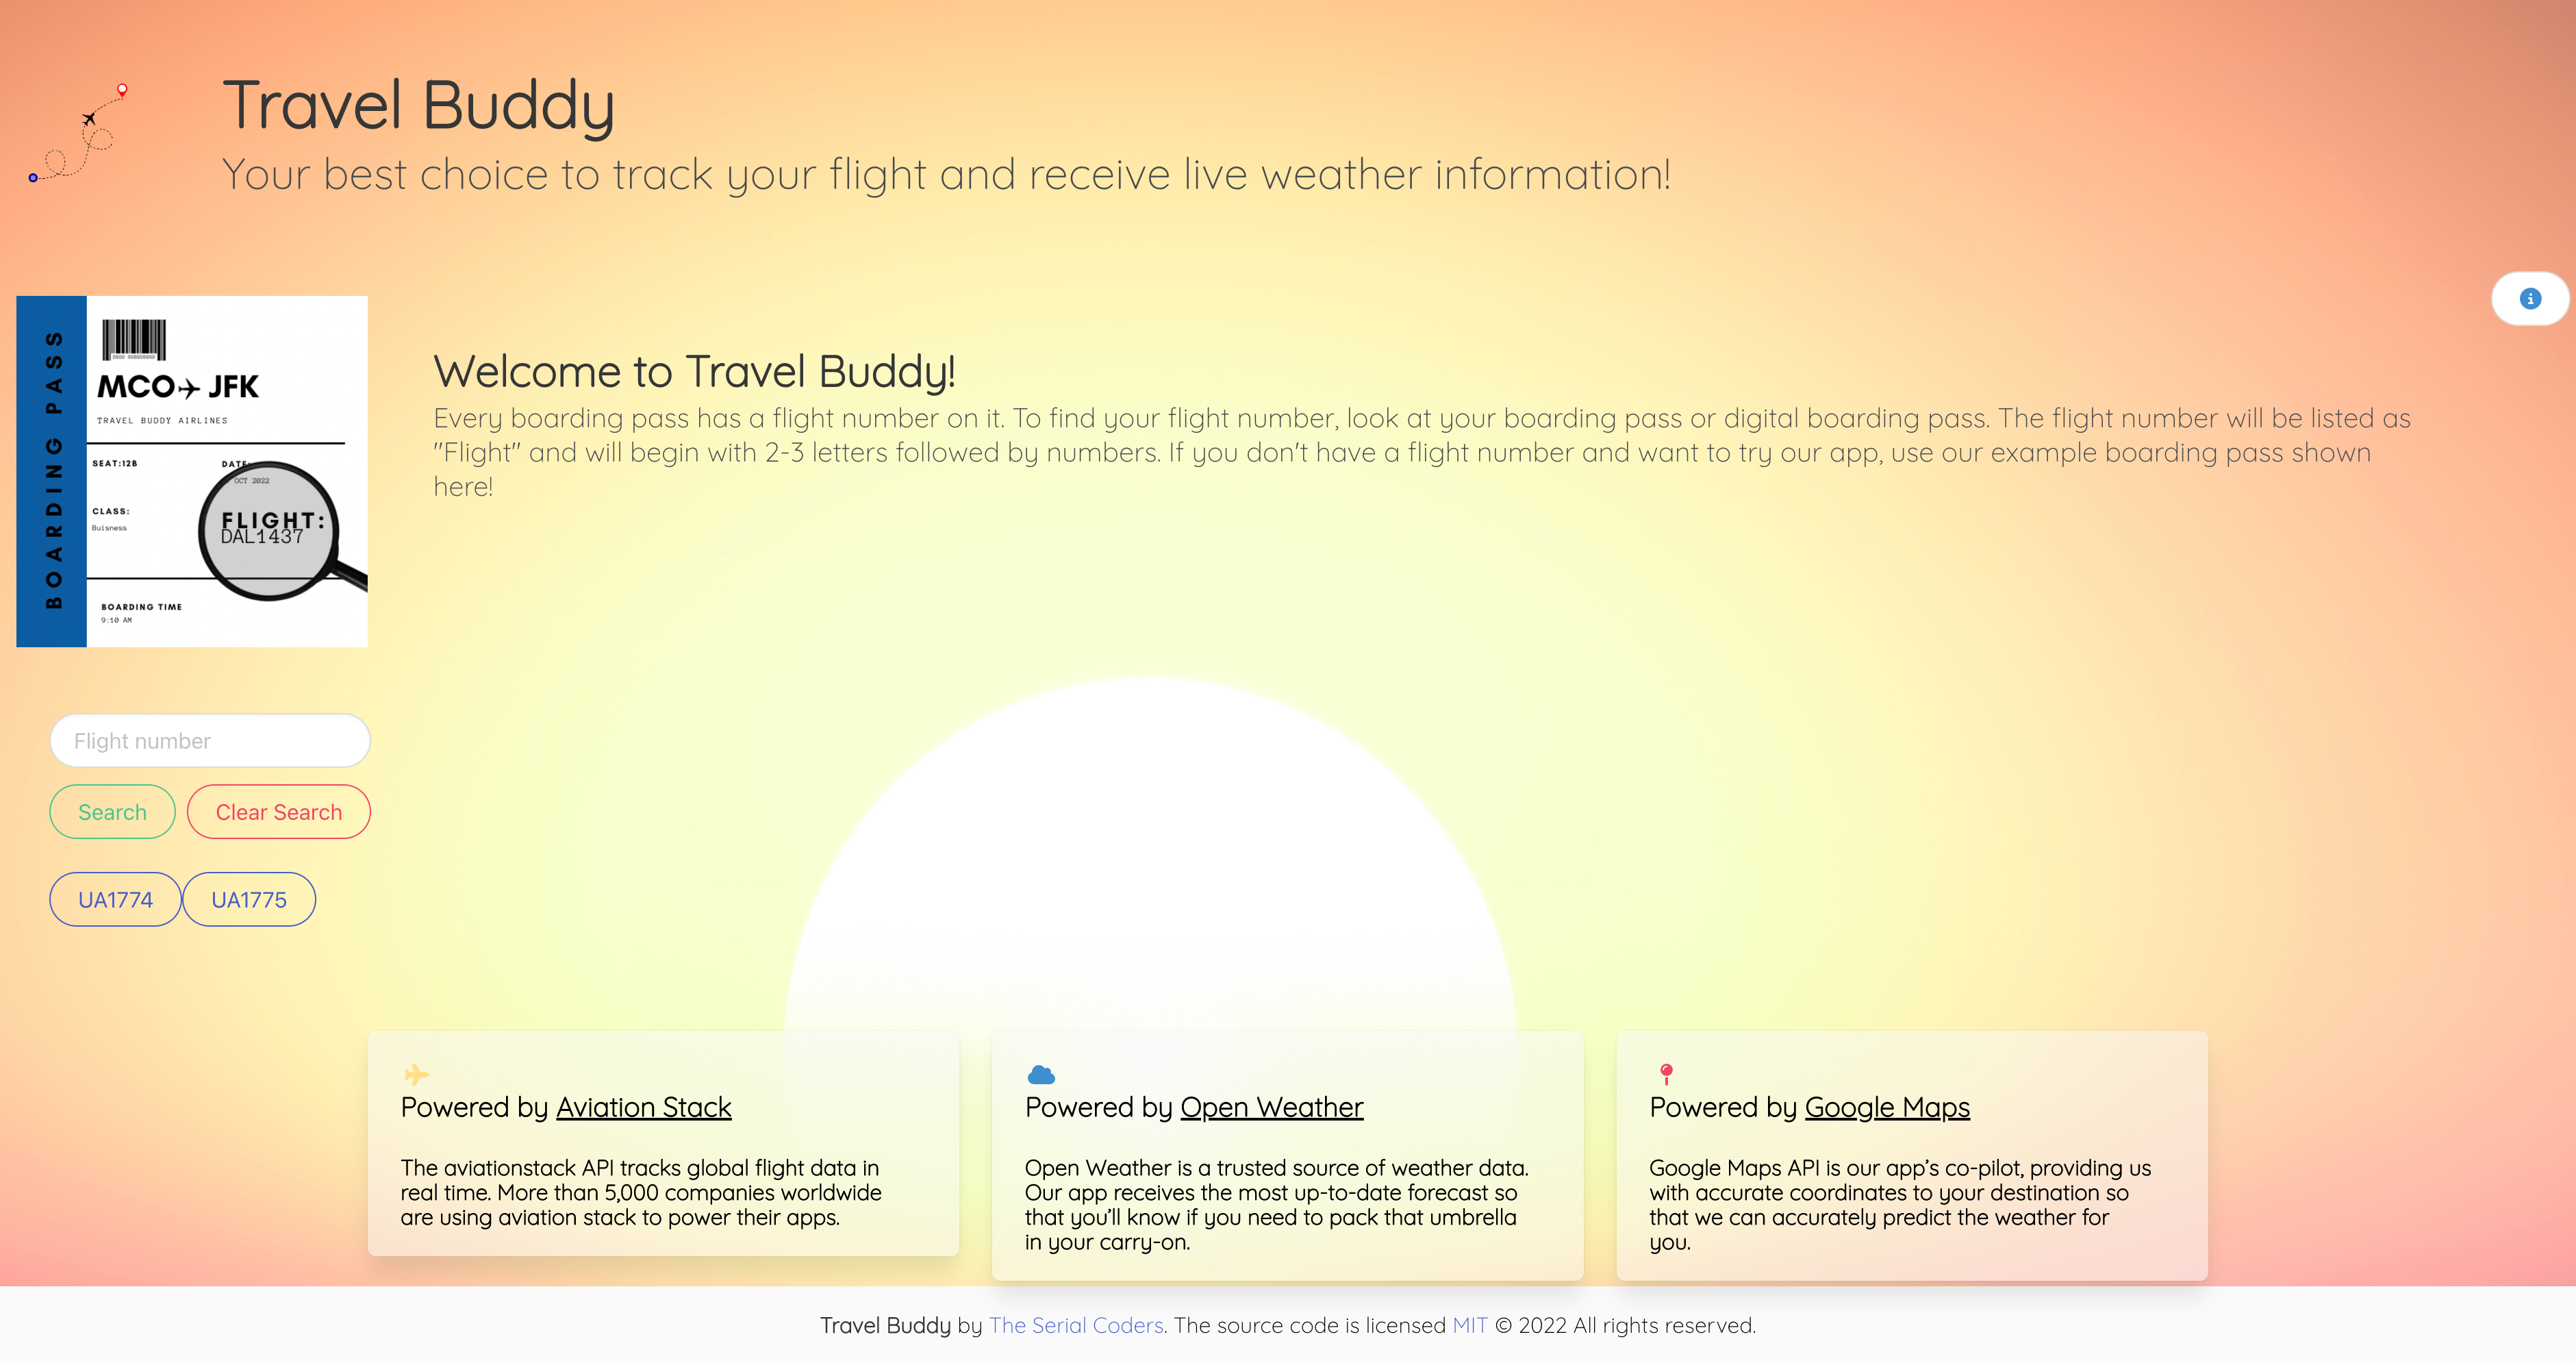 Travel Buddy
Your best choice to track your flight and receive live weather information!
BOARDING PASS
MCO JFK
TRAVEL BUDDY AIRLINES
SEAT:12B
DATE:
OCT 2022
CLASS:
Buisness
FLIGHT:
DAL1437
BOARDING TIME
9:10 AM
Welcome to Travel Buddy!
Every boarding pass has a flight number on it. To find your flight number, look at your boarding pass or digital boarding pass. The flight number will be listed as
"Flight" and will begin with 2-3 letters followed by numbers. If you don't have a flight number and want to try our app, use our example boarding pass shown
here!
Flight number
Search Clear Search
UA1774 UA1775
Powered by Aviation Stack
The aviationstack API tracks global flight data in
real time. More than 5,000 companies worldwide
are using aviation stack to power their apps.
Powered by Open Weather
Open Weather is a trusted source of weather data.
Our app receives the most up-to-date forecast so
that you’ll know if you need to pack that umbrella
in your carry-on.
Powered by Google Maps
Google Maps API is our app’s co-pilot, providing us
with accurate coordinates to your destination so
that we can accurately predict the weather for
you.
Travel Buddy by The Serial Coders. The source code is licensed MIT © 2022 All rights reserved.